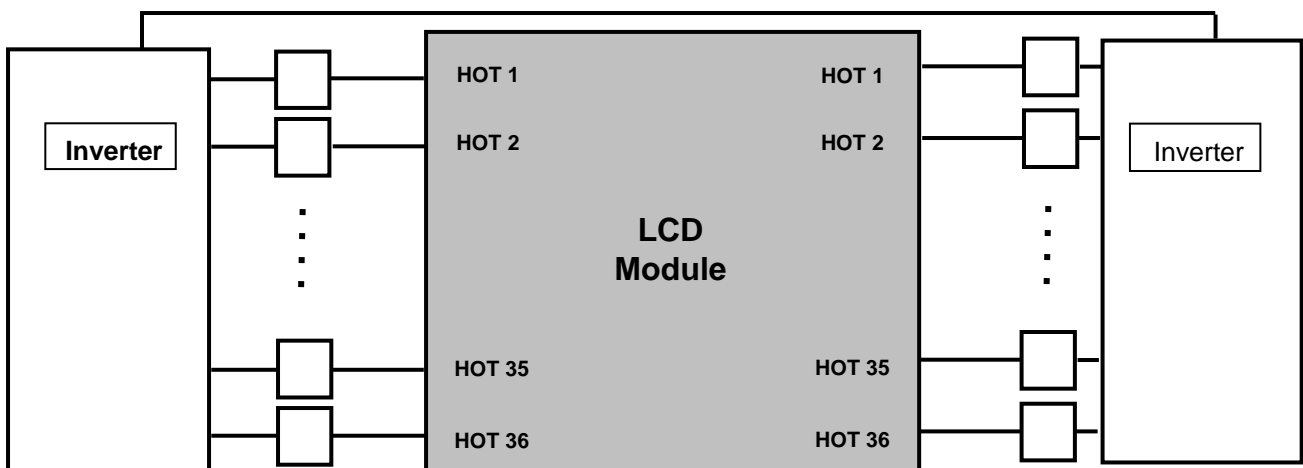 HOT 1
HOT 1
Inverter
HOT 2
HOT 2
Inverter
LCD
Module
HOT 35
HOT 35
HOT 36
HOT 36